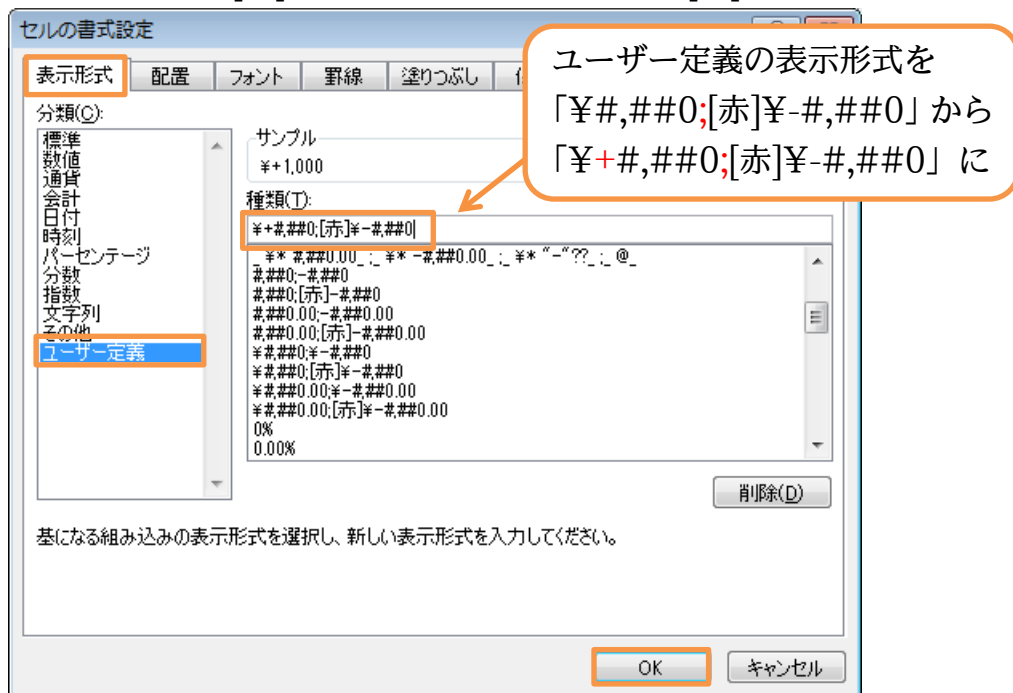 セルの書式設定
ユーザー定義の表示形式を
「¥#,##0;[赤]¥-#,##0」から
「¥+#,##0;[赤]¥-#,##0」に
表示形式 配置 フォント 罫線 塗りつぶし
分類(C):
標準
数値
通貨
会計
日付
時刻
パーセンテージ
分数
指数
文字列
その他
ユーザー定義
サンプル
¥+1,000
種類(T):
¥+#,##0;[赤]¥-#,##0
_ ¥* #,##0.00_ ;_ ¥* -#,##0.00_ ;_ ¥* "-"??_ ;_ @_
#,##0;-#,##0
#,##0;[赤]-#,##0
#,##0.00;-#,##0.00
#,##0.00;[赤]-#,##0.00
¥#,##0;¥-#,##0
¥#,##0;[赤]¥-#,##0
¥#,##0.00;¥-#,##0.00
¥#,##0.00;[赤]¥-#,##0.00
0%
0.00%
削除(D)
基になる組み込みの表示形式を選択し、新しい表示形式を入力してください。
OK キャンセル